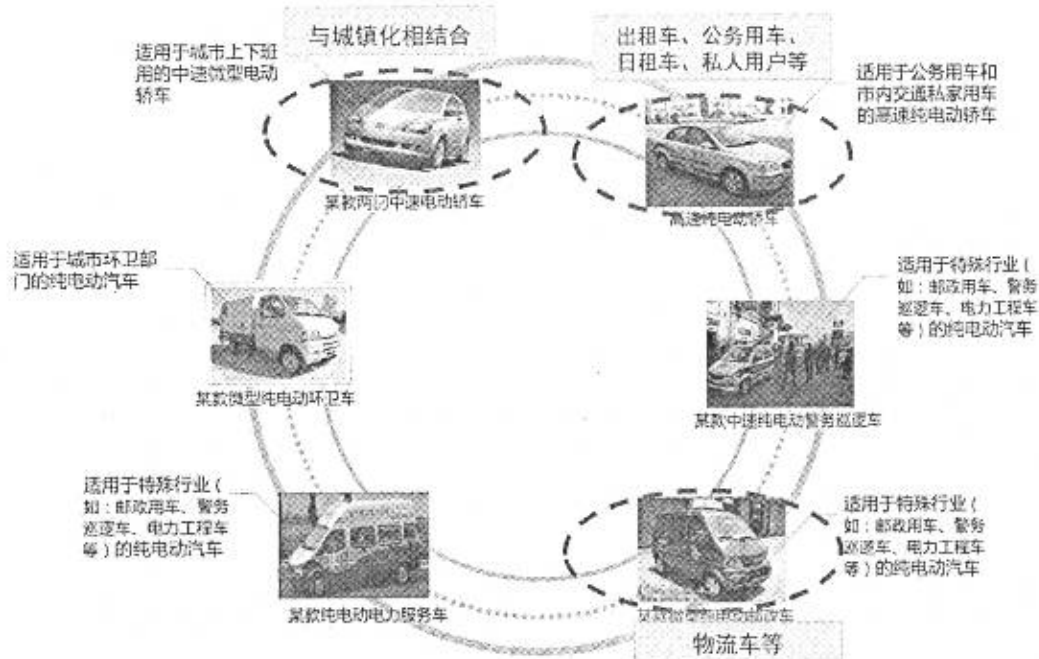 与城镇化相结合
出租车、公务用车、
日租车、私人用户等
适用于城市上下班
用的中速微型电动
轿车
适用于公务用车和
市内交通私家用车
的高速纯电动轿车
某款两门中速电动轿车
高速纯电动轿车
适用于城市环卫部
门的纯电动汽车
适用于特殊行业(
如:邮政用车、警务
巡逻车、电力工程车
等)的纯电动汽车
某款微型纯电动环卫车
某款中速纯电动警务巡逻车
适用于特殊行业(
如:邮政用车、警务
巡逻车、电力工程车
等)的纯电动汽车
适用于特殊行业(
如:邮政用车、警务
巡逻车、电力工程车
等)的纯电动汽车
某款纯电动电力服务车
某款微型纯电动邮政车
物流车等